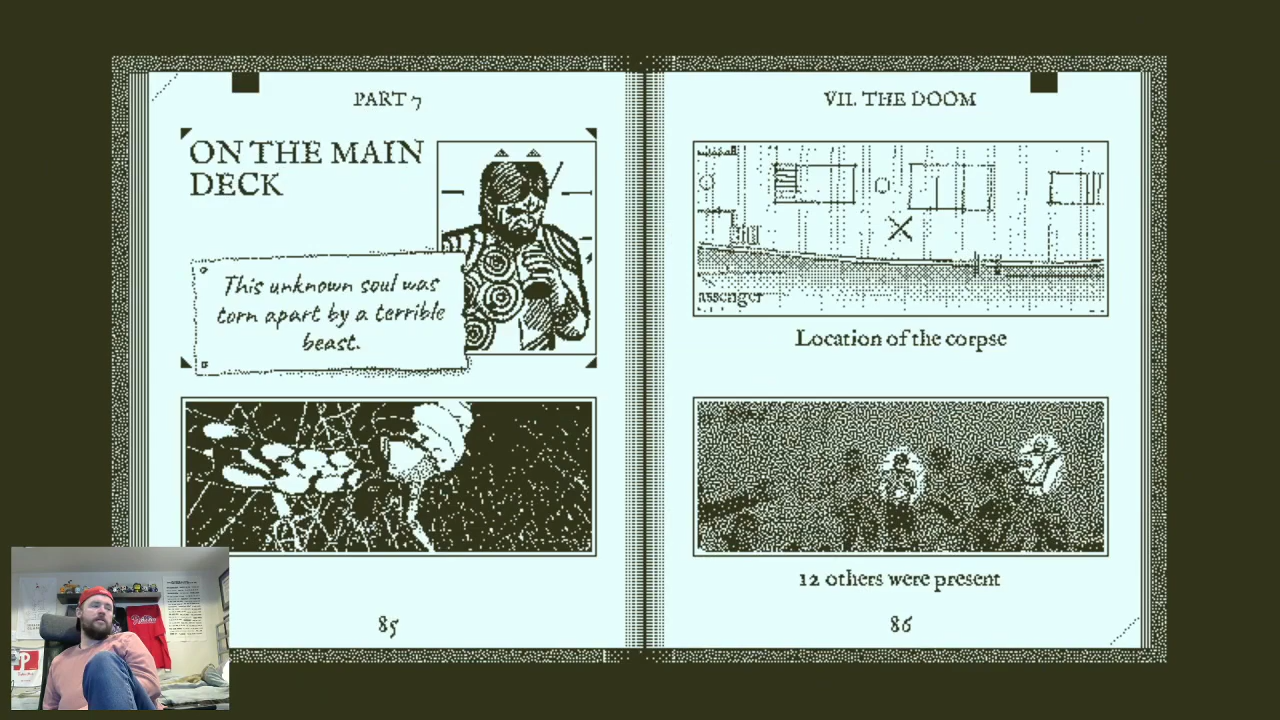 PART 7
ON THE MAIN
DECK
This unknown soul was
torn apart by a terrible
beast.
85
VII. THE DOOM
assenger
Location of the corpse
12 others were present
86